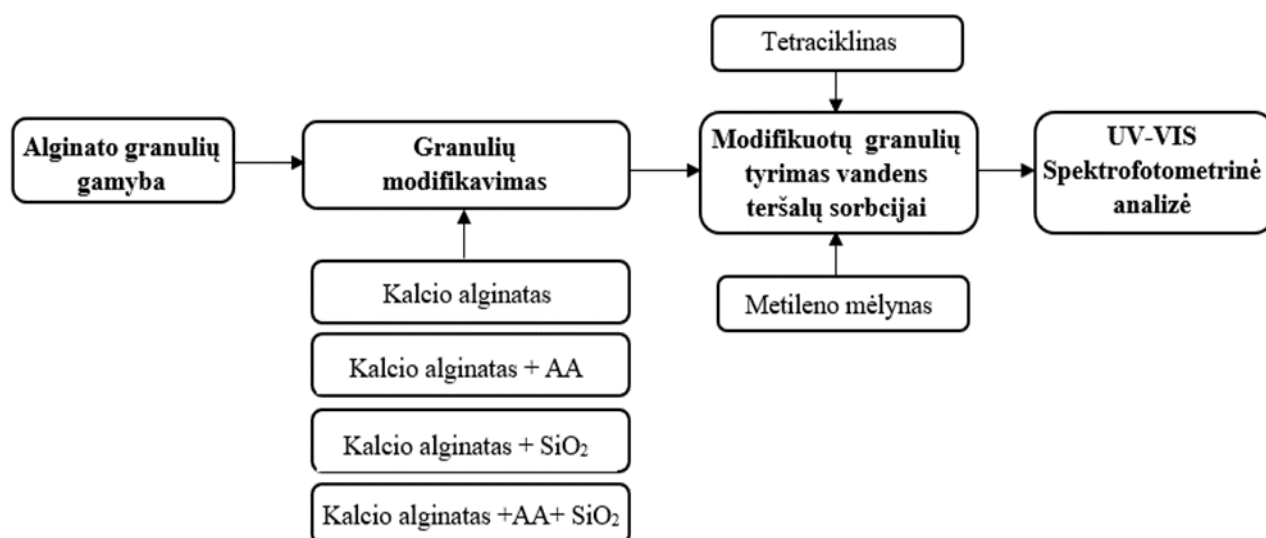 Tetraciklinas
Alginato granulių
gamyba
Granulių
modifikavimas
Modifikuotų granulių
tyrimas vandens
teršalų sorbcijai
UV-VIS
Spektrofotometrinė
analizė
Kalcio alginatas
Kalcio alginatas + AA
Kalcio alginatas + SiO₂
Kalcio alginatas +AA+ SiO₂
Metileno mėlynas